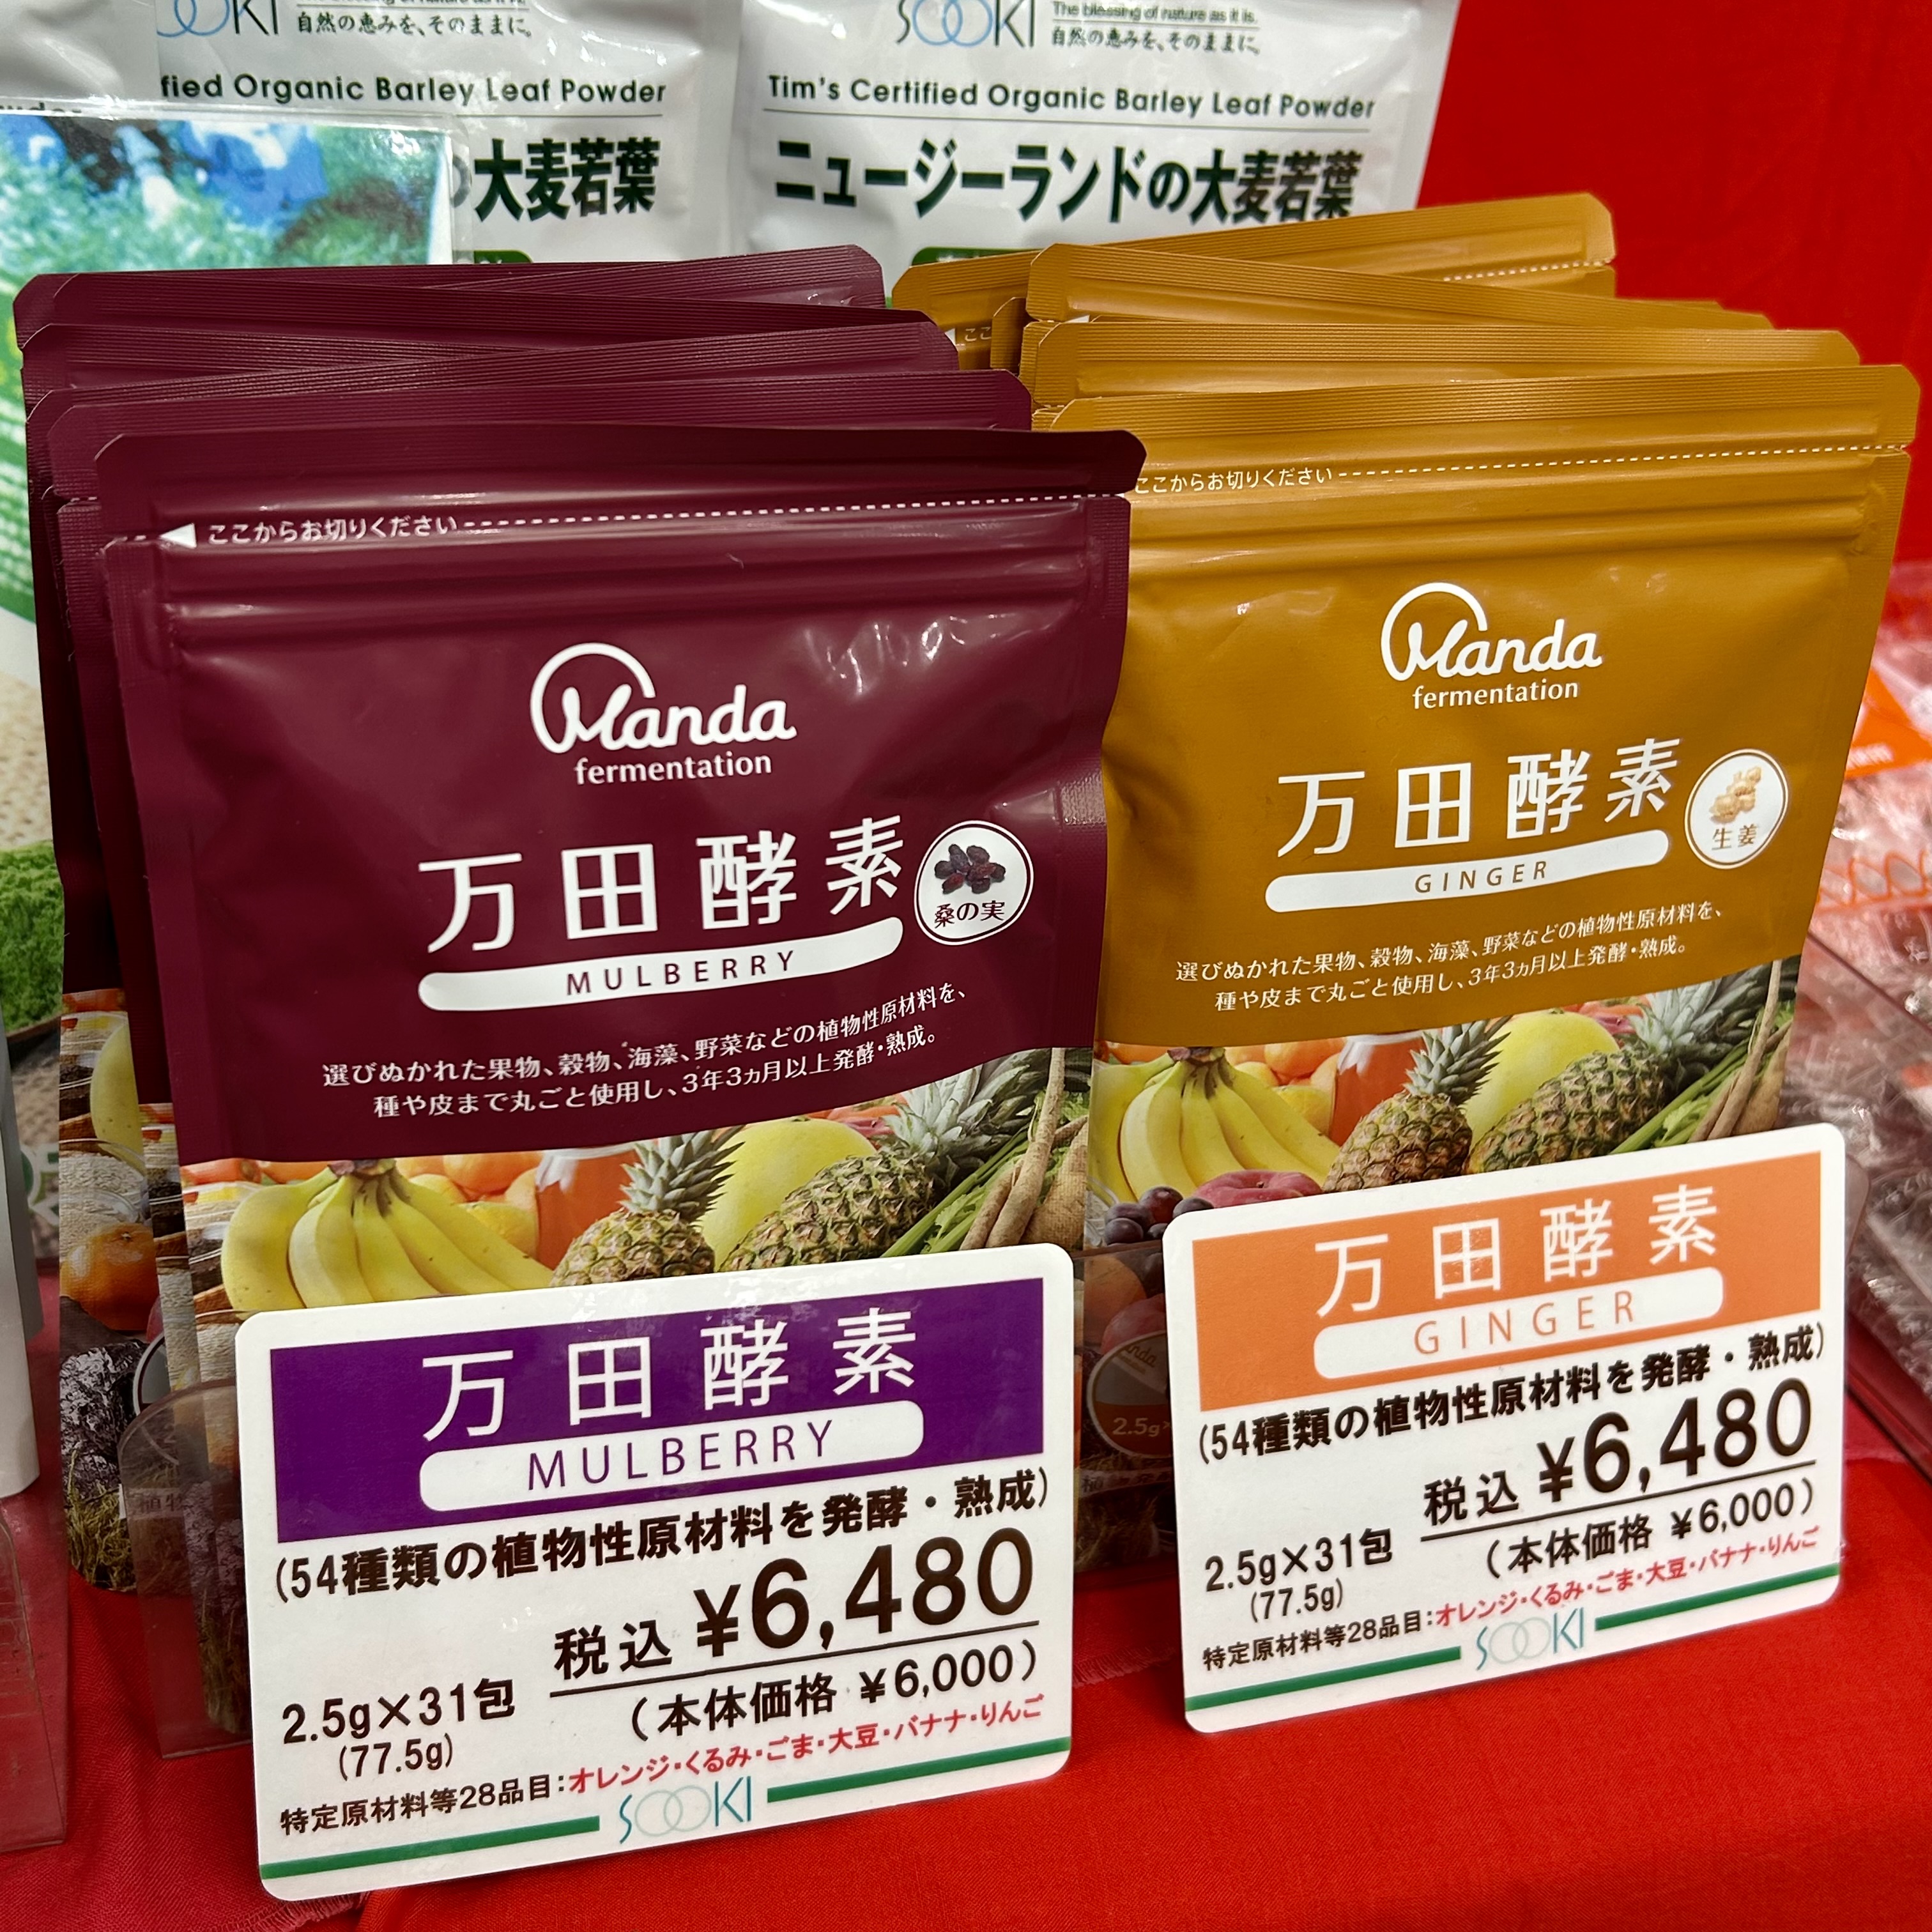 SOOKI
自然の恵みを、そのままに。
fied Organic Barley Leaf Powder
の大麦若葉
SOOKI
The blessing of nature as it is.
自然の恵みを、そのままに。
Tim's Certified Organic Barley Leaf Powder
ニュージーランドの大麦若葉
ここからお切りください
Manda
fermentation
万田酵素
MULBERRY
桑の実
選びぬかれた果物、穀物、海藻、野菜などの植物性原材料を、
種や皮まで丸ごと使用し、3年3ヵ月以上発酵・熟成。
ここからお切りください
Manda
fermentation
万田酵素
GINGER
生姜
選びぬかれた果物、穀物、海藻、野菜などの植物性原材料を、
種や皮まで丸ごと使用し、3年3ヵ月以上発酵・熟成。
万田酵素
MULBERRY
(54種類の植物性原材料を発酵・熟成)
税込 ¥6,480
2.5g×31包
(本体価格 ¥6,000)
(77.5g)
特定原材料等28品目:オレンジ・くるみ・ごま・大豆・バナナ・りんご
SOOKI
万田酵素
GINGER
(54種類の植物性原材料を発酵・熟成)
税込 ¥6,480
2.5g×31包
(本体価格 ¥6,000)
(77.5g)
特定原材料等28品目:オレンジ・くるみ・ごま・大豆・バナナ・りんご
SOOKI
2.5g